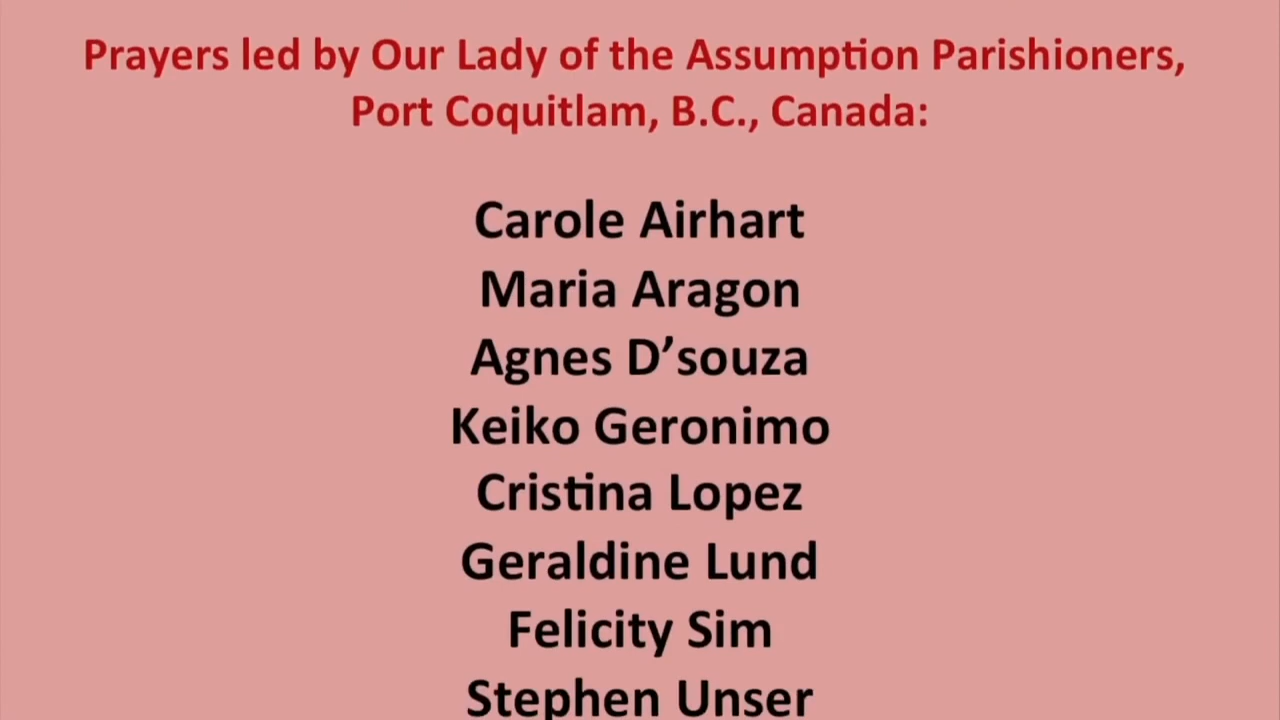 Prayers led by Our Lady of the Assumption Parishioners,
Port Coquitlam, B.C., Canada:
Carole Airhart
Maria Aragon
Agnes D’souza
Keiko Geronimo
Cristina Lopez
Geraldine Lund
Felicity Sim
Stephen Unser